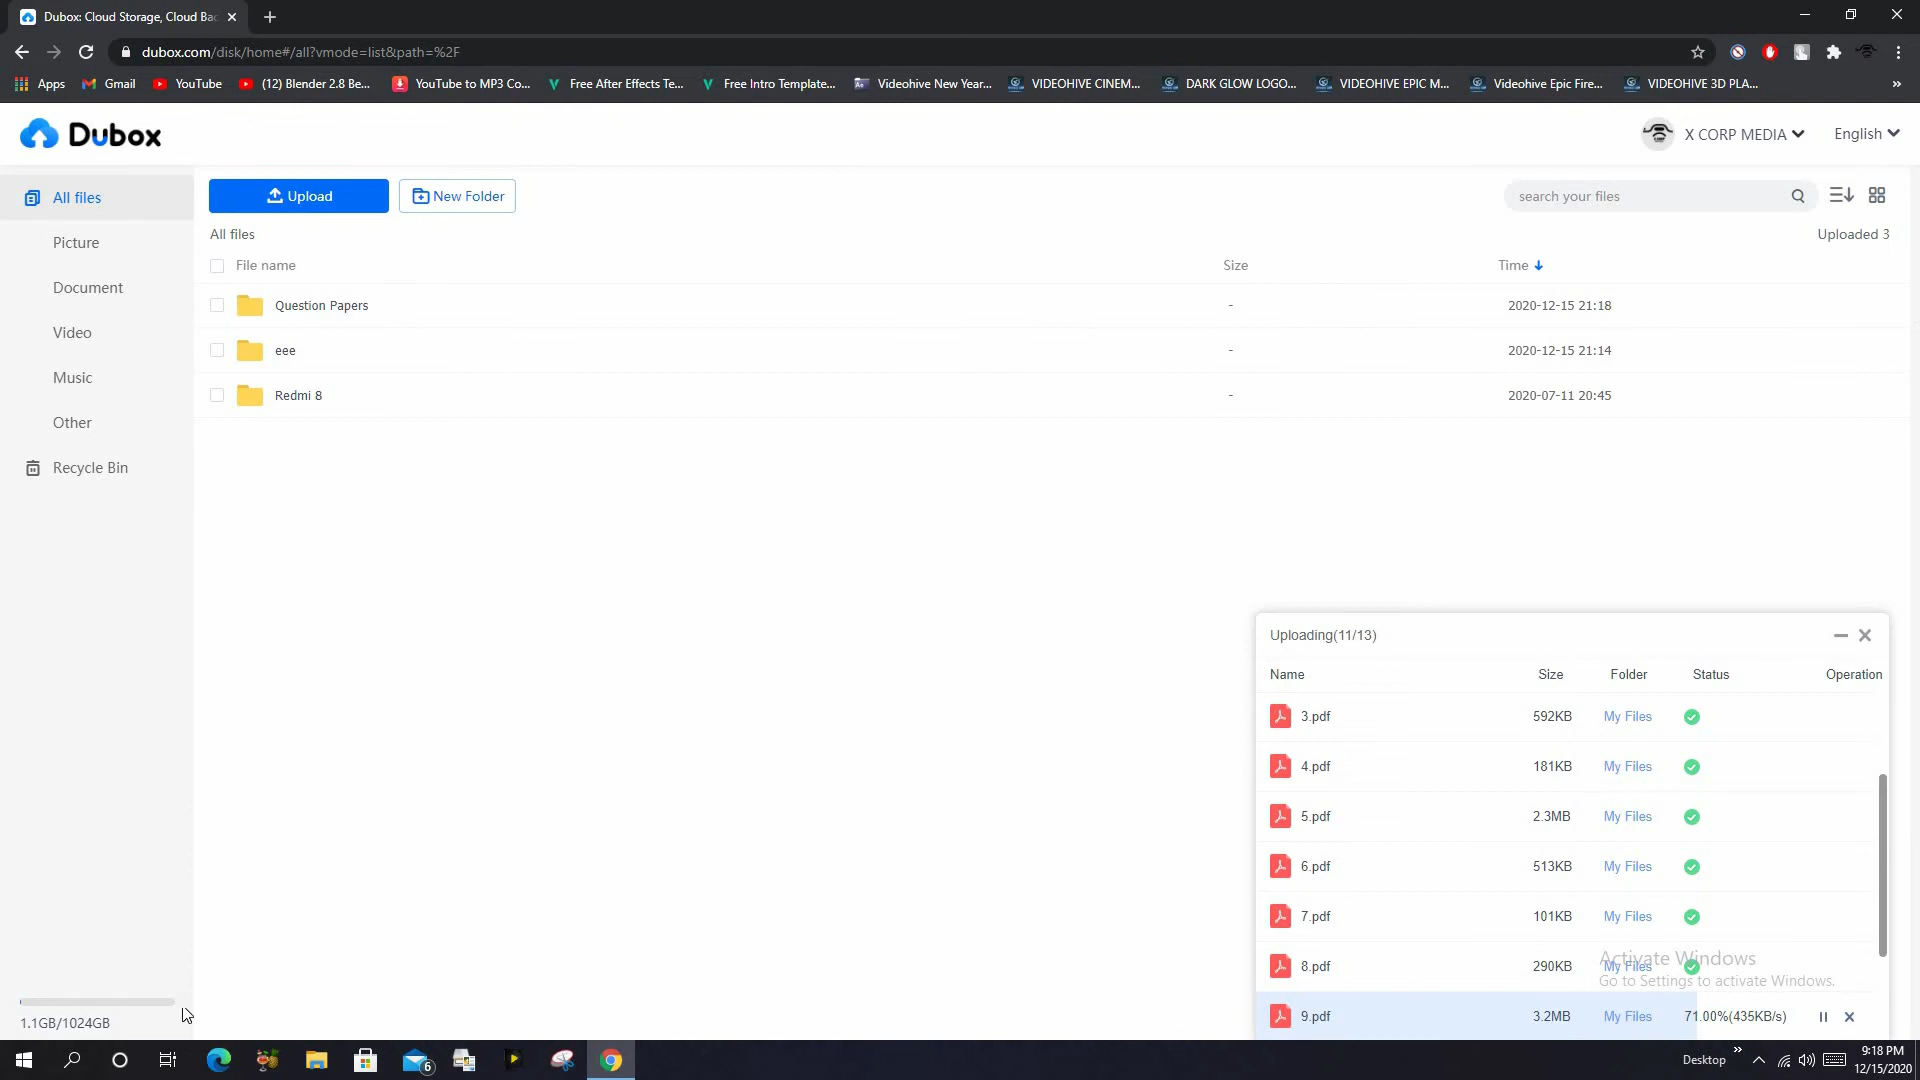 Dubox: Cloud Storage, Cloud Bac
dubox.com/disk/home#/all?vmode=list&path=%2F
Apps Gmail YouTube (12) Blender 2.8 Be... YouTube to MP3 Co... Free After Effects Te... Free Intro Template... Videohive New Year... VIDEOHIVE CINEM... DARK GLOW LOGO... VIDEOHIVE EPIC M... Videohive Epic Fire... VIDEOHIVE 3D PLA... »
Dubox X CORP MEDIA English
All files Upload New Folder search your files
Picture All files Uploaded 3
File name Size Time
Document Question Papers - 2020-12-15 21:18
Video eee - 2020-12-15 21:14
Music Redmi 8 - 2020-07-11 20:45
Other
Recycle Bin
Uploading(11/13)
Name Size Folder Status Operation
3.pdf 592KB My Files
4.pdf 181KB My Files
5.pdf 2.3MB My Files
6.pdf 513KB My Files
7.pdf 101KB My Files
Activate Windows
8.pdf 290KB My Files
Go to Settings to activate Windows.
9.pdf 3.2MB My Files 71.00%(435KB/s)
1.1GB/1024GB
6 Desktop » 9:18 PM
12/15/2020